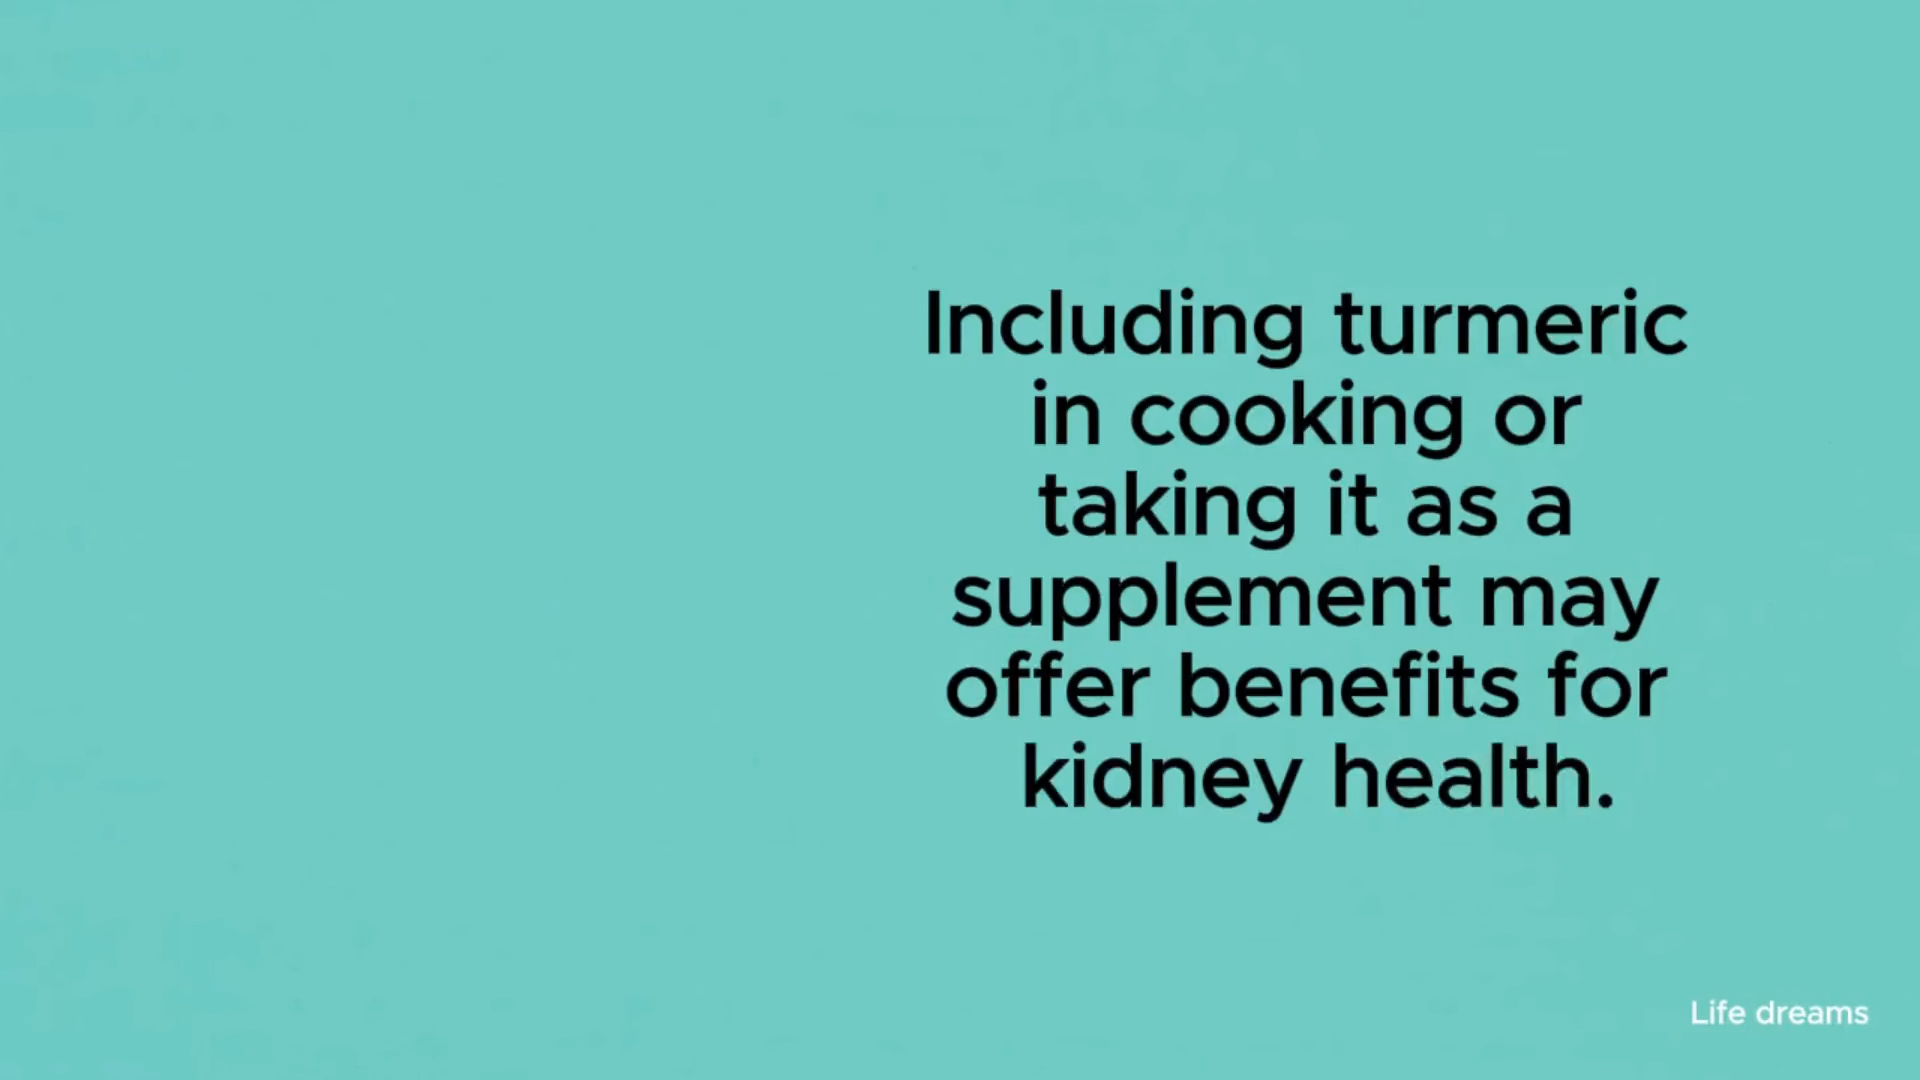 Including turmeric
in cooking or
taking it as a
supplement may
offer benefits for
kidney health.
Life dreams